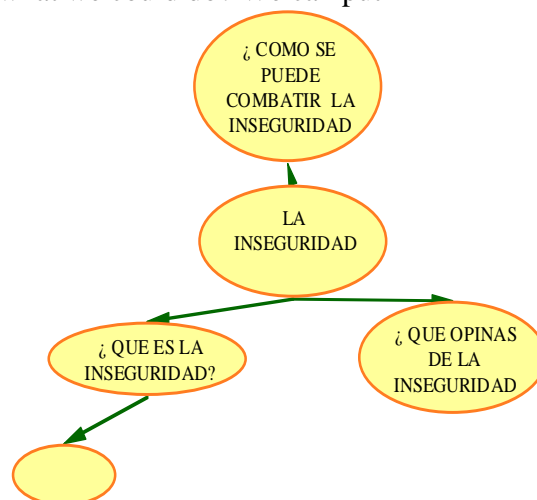 ¿ COMO SE
PUEDE
COMBATIR LA
INSEGURIDAD
LA
INSEGURIDAD
¿ QUE ES LA
INSEGURIDAD?
¿ QUE OPINAS
DE LA
INSEGURIDAD